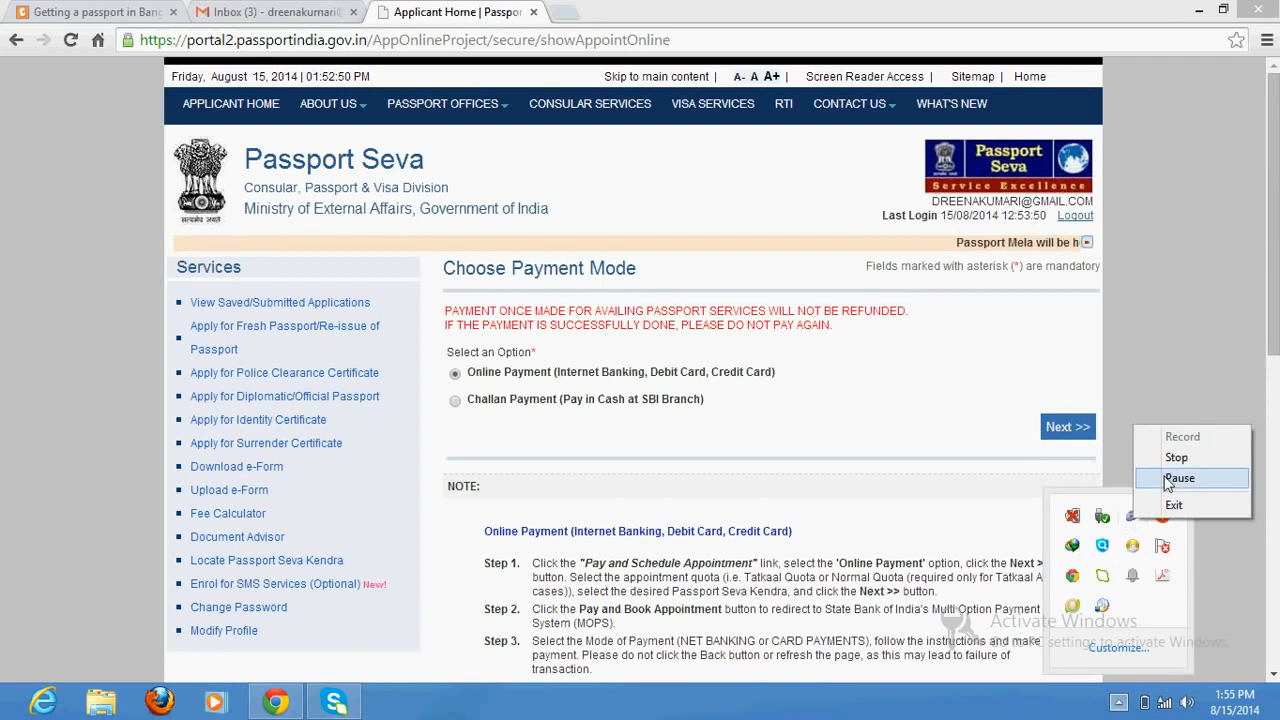 Getting a passport in Bang
Inbox (3) - dreenakumari@
Applicant Home | Passpor
https://portal2.passportindia.gov.in/AppOnlineProject/secure/showAppointOnline
Friday, August 15, 2014 | 01:52:50 PM
Skip to main content | A- A A+ | Screen Reader Access | Sitemap | Home
APPLICANT HOME ABOUT US PASSPORT OFFICES CONSULAR SERVICES VISA SERVICES RTI CONTACT US WHAT'S NEW
सत्यमेव जयते
Passport Seva
Consular, Passport & Visa Division
Ministry of External Affairs, Government of India
Passport
Seva
Service Excellence
DREENAKUMARI@GMAIL.COM
Last Login 15/08/2014 12:53:50 Logout
Passport Mela will be h
Services
View Saved/Submitted Applications
Apply for Fresh Passport/Re-issue of
Passport
Apply for Police Clearance Certificate
Apply for Diplomatic/Official Passport
Apply for Identity Certificate
Apply for Surrender Certificate
Download e-Form
Upload e-Form
Fee Calculator
Document Advisor
Locate Passport Seva Kendra
Enrol for SMS Services (Optional) New!
Change Password
Modify Profile
Choose Payment Mode
Fields marked with asterisk (*) are mandatory
PAYMENT ONCE MADE FOR AVAILING PASSPORT SERVICES WILL NOT BE REFUNDED.
IF THE PAYMENT IS SUCCESSFULLY DONE, PLEASE DO NOT PAY AGAIN.
Select an Option*
Online Payment (Internet Banking, Debit Card, Credit Card)
Challan Payment (Pay in Cash at SBI Branch)
Next >>
NOTE:
Online Payment (Internet Banking, Debit Card, Credit Card)
Step 1. Click the "Pay and Schedule Appointment" link, select the 'Online Payment' option, click the Next >
button. Select the appointment quota (i.e. Tatkaal Quota or Normal Quota (required only for Tatkaal A
cases)), select the desired Passport Seva Kendra, and click the Next >> button.
Step 2. Click the Pay and Book Appointment button to redirect to State Bank of India's Multi Option Payment
System (MOPS).
Step 3. Select the Mode of Payment (NET BANKING or CARD PAYMENTS), follow the instructions and make
payment. Please do not click the Back button or refresh the page, as this may lead to failure of
transaction.
Record
Stop
Pause
Exit
Activate Windows
Go to PC settings to activate Windows.
Customize...
1:55 PM
8/15/2014